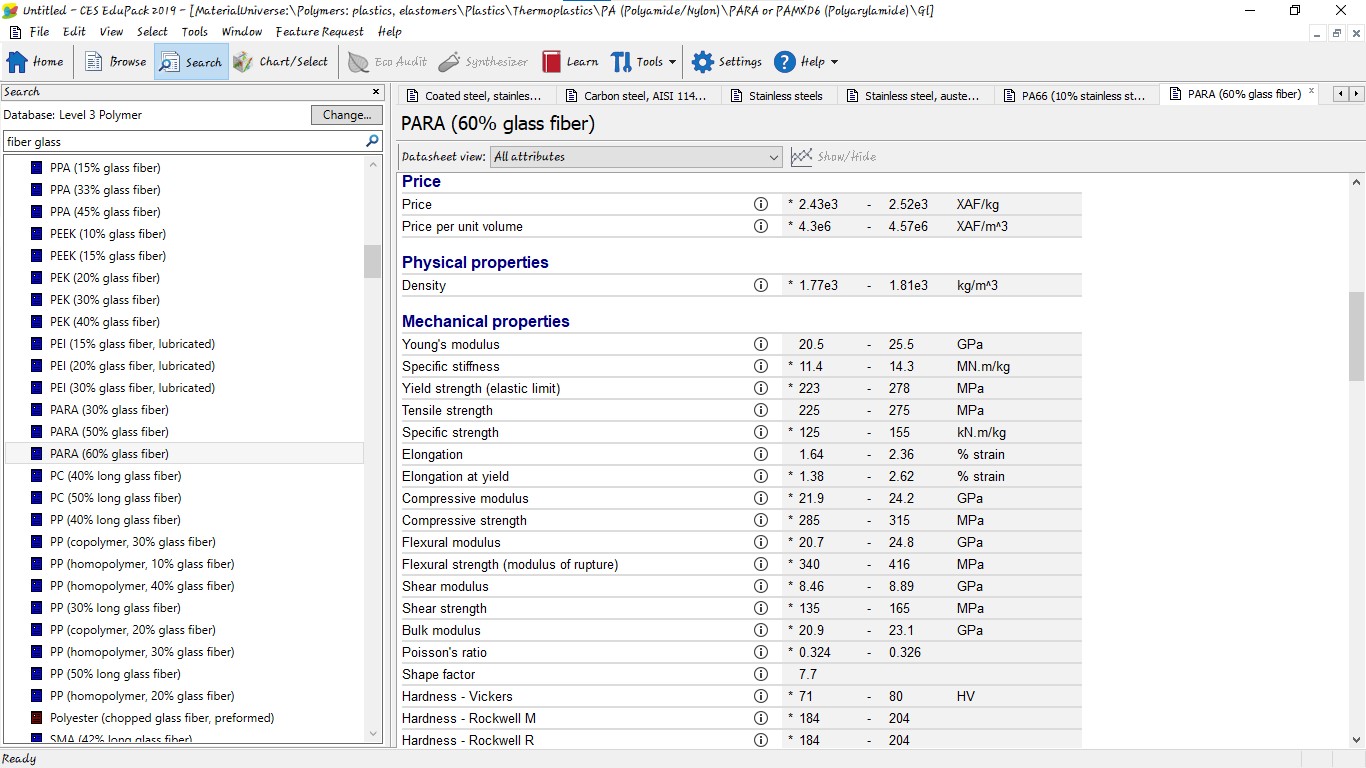 Untitled - CES EduPack 2019 - [MaterialUniverse:\Polymers: plastics, elastomers\Plastics\Thermoplastics\PA (Polyamide/Nylon)\PARA or PAMXD6 (Polyarylamide)\Gl]
File Edit View Select Tools Window Feature Request Help
Home Browse Search Chart/Select Eco Audit Synthesizer Learn Tools Settings Help
Search
Database: Level 3 Polymer Change...
fiber glass
PPA (15% glass fiber)
PPA (33% glass fiber)
PPA (45% glass fiber)
PEEK (10% glass fiber)
PEEK (15% glass fiber)
PEK (20% glass fiber)
PEK (30% glass fiber)
PEK (40% glass fiber)
PEI (15% glass fiber, lubricated)
PEI (20% glass fiber, lubricated)
PEI (30% glass fiber, lubricated)
PARA (30% glass fiber)
PARA (50% glass fiber)
PARA (60% glass fiber)
PC (40% long glass fiber)
PC (50% long glass fiber)
PP (40% long glass fiber)
PP (copolymer, 30% glass fiber)
PP (homopolymer, 10% glass fiber)
PP (homopolymer, 40% glass fiber)
PP (30% long glass fiber)
PP (copolymer, 20% glass fiber)
PP (homopolymer, 30% glass fiber)
PP (50% long glass fiber)
PP (homopolymer, 20% glass fiber)
Polyester (chopped glass fiber, preformed)
SMA (42% long glass fiber)
Coated steel, stainles... Carbon steel, AISI 114... Stainless steels Stainless steel, auste... PA66 (10% stainless st... PARA (60% glass fiber)
PARA (60% glass fiber)
Datasheet view: All attributes Show/Hide
Price
Price * 2.43e3 - 2.52e3 XAF/kg
Price per unit volume * 4.3e6 - 4.57e6 XAF/m^3
Physical properties
Density * 1.77e3 - 1.81e3 kg/m^3
Mechanical properties
Young's modulus 20.5 - 25.5 GPa
Specific stiffness * 11.4 - 14.3 MN.m/kg
Yield strength (elastic limit) * 223 - 278 MPa
Tensile strength 225 - 275 MPa
Specific strength * 125 - 155 kN.m/kg
Elongation 1.64 - 2.36 % strain
Elongation at yield * 1.38 - 2.62 % strain
Compressive modulus * 21.9 - 24.2 GPa
Compressive strength * 285 - 315 MPa
Flexural modulus * 20.7 - 24.8 GPa
Flexural strength (modulus of rupture) * 340 - 416 MPa
Shear modulus * 8.46 - 8.89 GPa
Shear strength * 135 - 165 MPa
Bulk modulus * 20.9 - 23.1 GPa
Poisson's ratio * 0.324 - 0.326
Shape factor 7.7
Hardness - Vickers * 71 - 80 HV
Hardness - Rockwell M * 184 - 204
Hardness - Rockwell R * 184 - 204
Ready